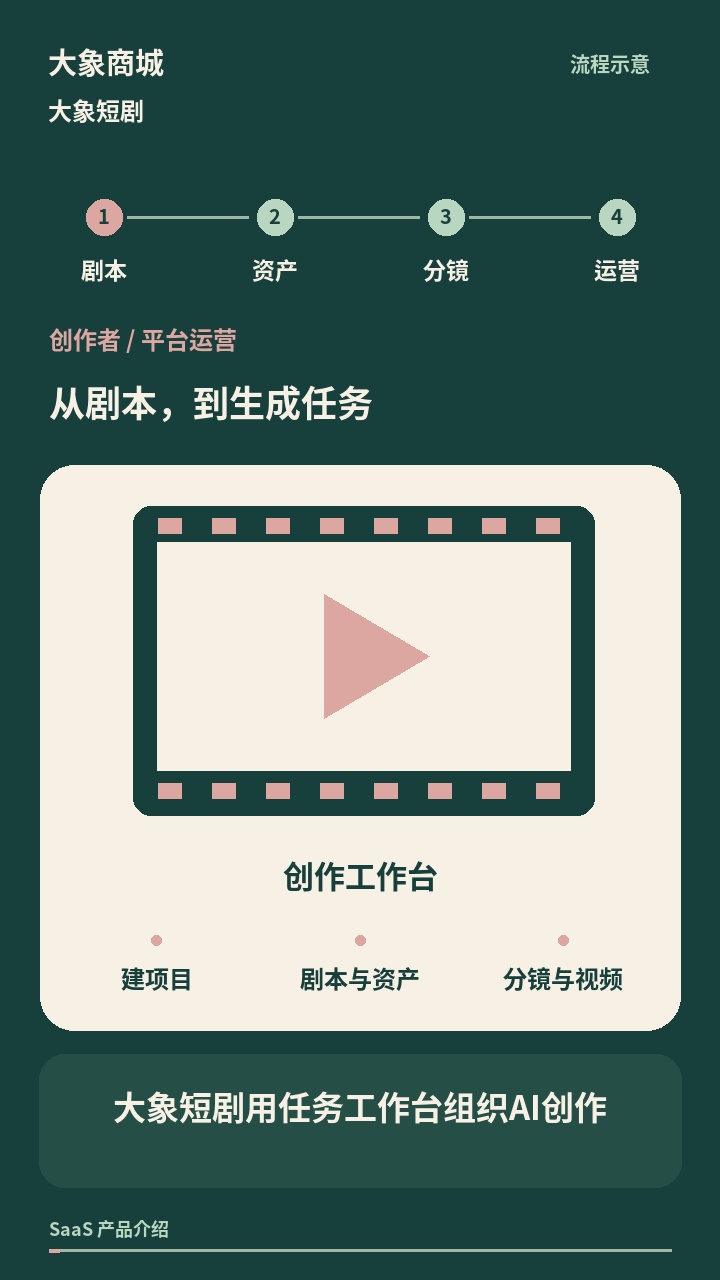 大象商城
流程示意
大象短剧
1 2 3 4
剧本 资产 分镜 运营
创作者 / 平台运营
从剧本，到生成任务
创作工作台
建项目 剧本与资产 分镜与视频
大象短剧用任务工作台组织AI创作
SaaS 产品介绍